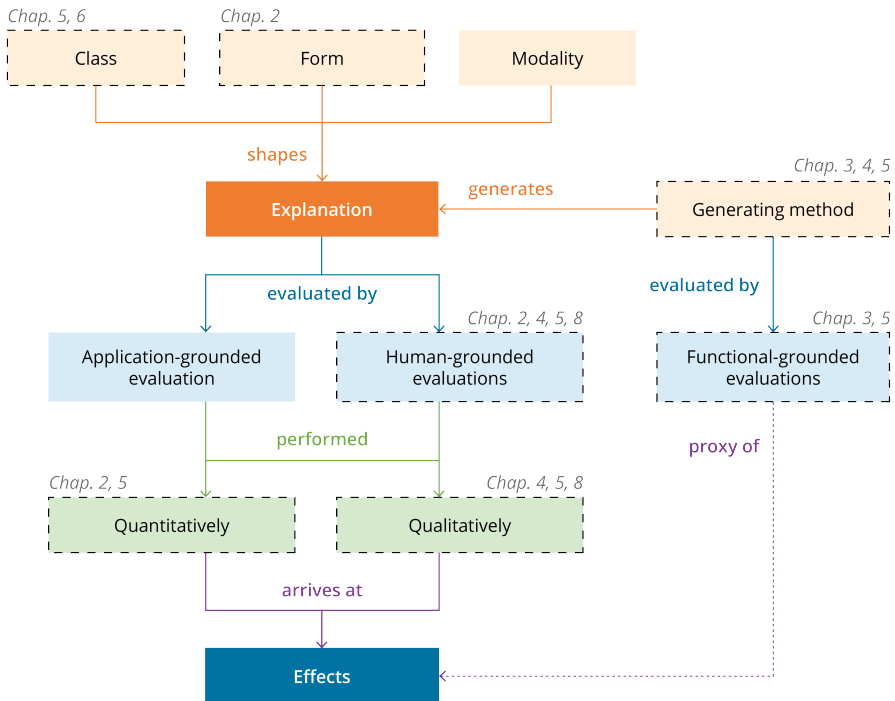 Chap. 5, 6
Chap. 2
Class
Form
Modality
shapes
Chap. 3, 4, 5
Explanation
generates
Generating method
evaluated by
evaluated by
Chap. 2, 4, 5, 8
Chap. 3, 5
Application-grounded
evaluation
Human-grounded
evaluations
Functional-grounded
evaluations
performed
proxy of
Chap. 2, 5
Chap. 4, 5, 8
Quantitatively
Qualitatively
arrives at
Effects